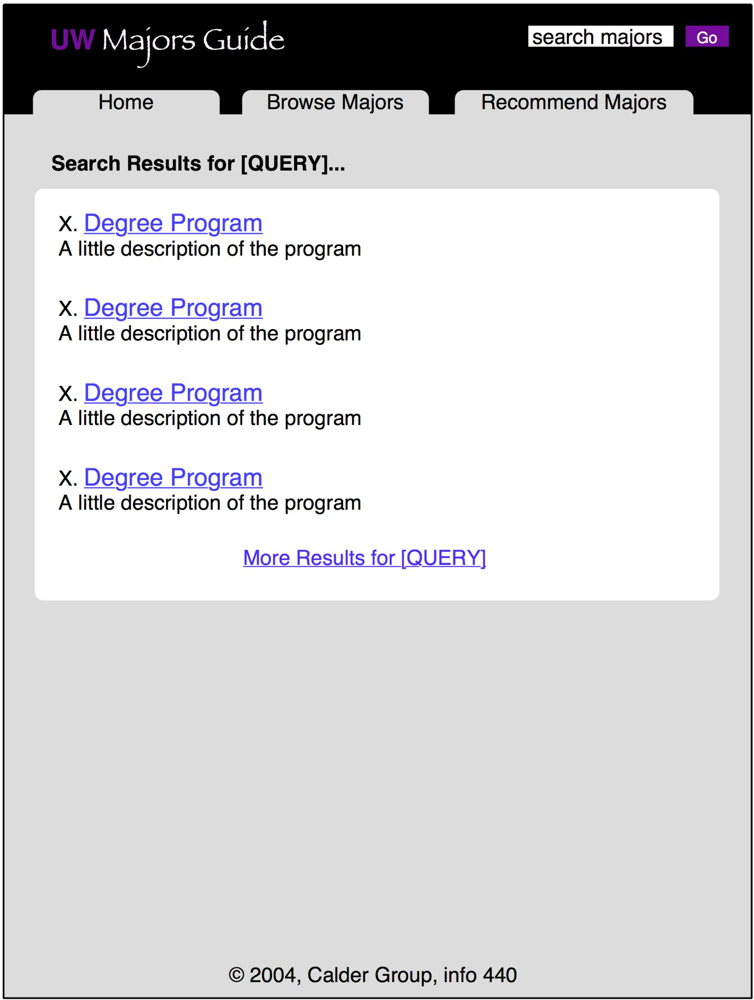 UW Majors Guide
search majors Go
Home Browse Majors Recommend Majors
Search Results for [QUERY]...
X. Degree Program
A little description of the program
X. Degree Program
A little description of the program
X. Degree Program
A little description of the program
X. Degree Program
A little description of the program
More Results for [QUERY]
© 2004, Calder Group, info 440